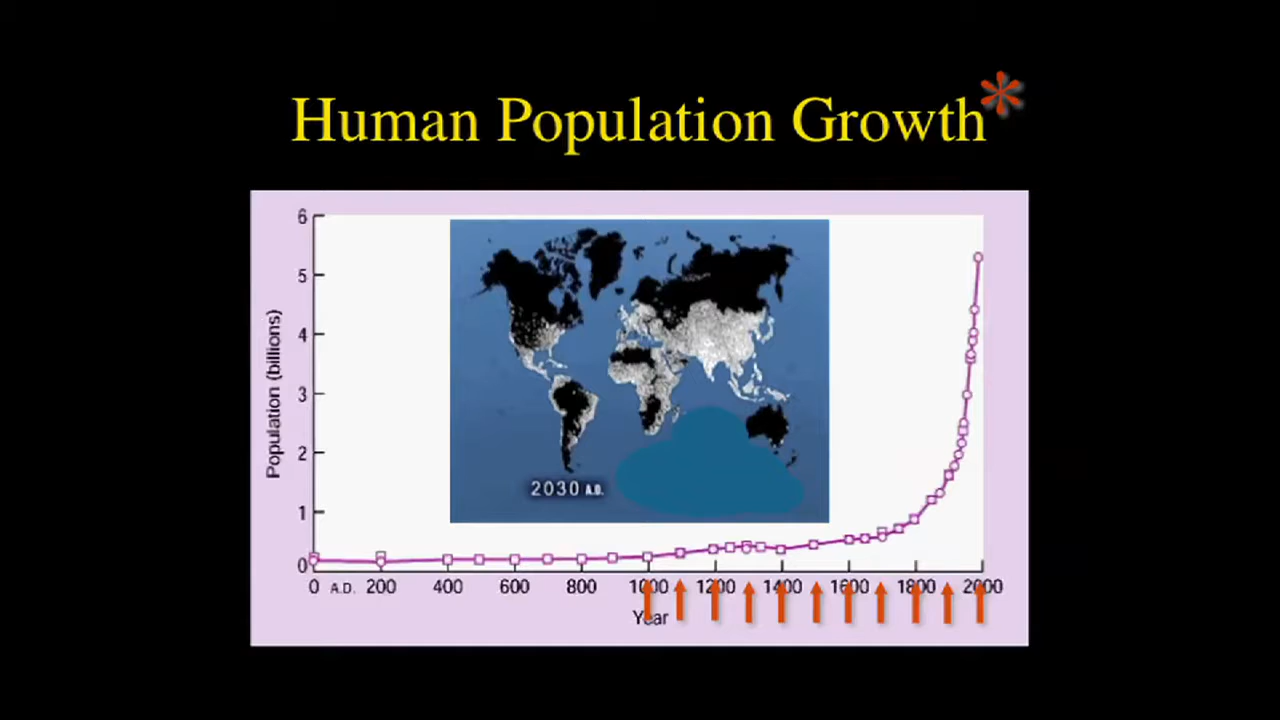 Human Population Growth*
6
5
4
3
2
1
0
Population (billions)
2030 A.D.
0 A.D. 200 400 600 800 1000 1200 1400 1600 1800 2000
Year